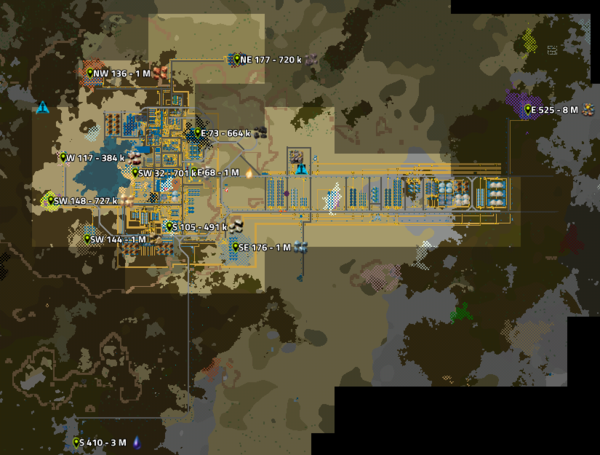 NE 177 - 720 k
NW 136 - 1 M
E 525 - 8 M
E 73 - 664 k
W 117 - 384 k
SW 32 - 701 k
E 68 - 1 M
SW 148 - 727 k
S 105 - 491 k
SW 144 - 1 M
SE 176 - 1 M
S 410 - 3 M